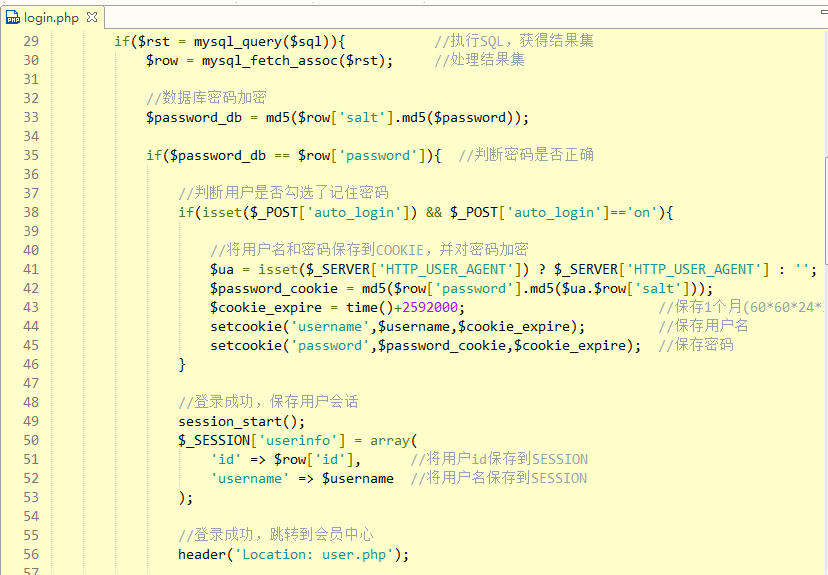 login.php
29 if($rst = mysql_query($sql)){ //执行SQL，获得结果集
30 $row = mysql_fetch_assoc($rst); //处理结果集
31
32 //数据库密码加密
33 $password_db = md5($row['salt'].md5($password));
34
35 if($password_db == $row['password']){ //判断密码是否正确
36
37 //判断用户是否勾选了记住密码
38 if(isset($_POST['auto_login']) && $_POST['auto_login']=='on'){
39
40 //将用户名和密码保存到COOKIE，并对密码加密
41 $ua = isset($_SERVER['HTTP_USER_AGENT']) ? $_SERVER['HTTP_USER_AGENT'] : '';
42 $password_cookie = md5($row['password'].md5($ua.$row['salt']));
43 $cookie_expire = time()+2592000; //保存1个月(60*60*24*
44 setcookie('username',$username,$cookie_expire); //保存用户名
45 setcookie('password',$password_cookie,$cookie_expire); //保存密码
46 }
47
48 //登录成功，保存用户会话
49 session_start();
50 $_SESSION['userinfo'] = array(
51 'id' => $row['id'], //将用户id保存到SESSION
52 'username' => $username //将用户名保存到SESSION
53 );
54
55 //登录成功，跳转到会员中心
56 header('Location: user.php');
57